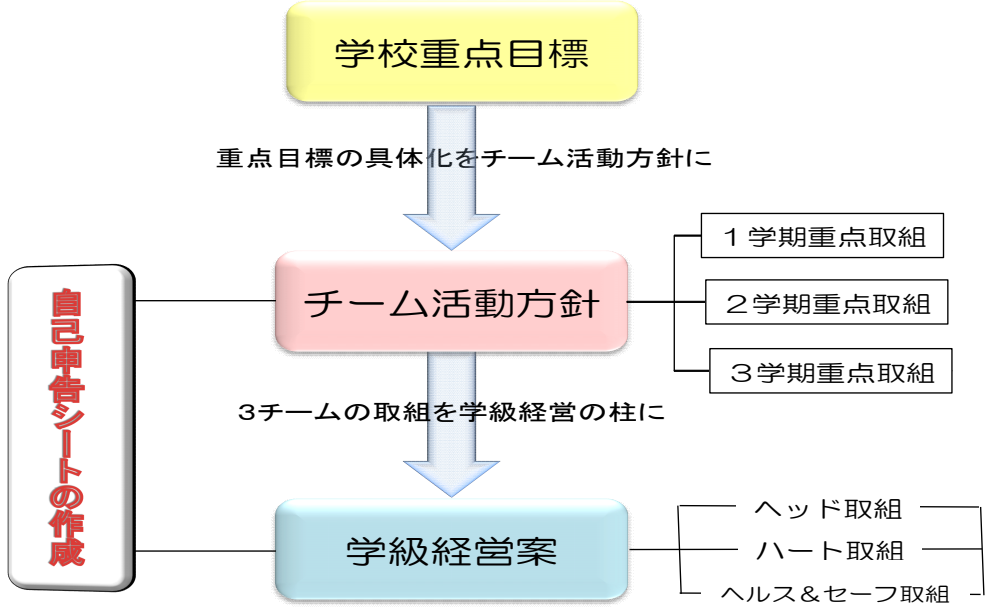 学校重点目標
重点目標の具体化をチーム活動方針に
チーム活動方針
１学期重点取組
２学期重点取組
３学期重点取組
自己申告シートの作成
3チームの取組を学級経営の柱に
学級経営案
ヘッド取組
ハート取組
ヘルス＆セーフ取組